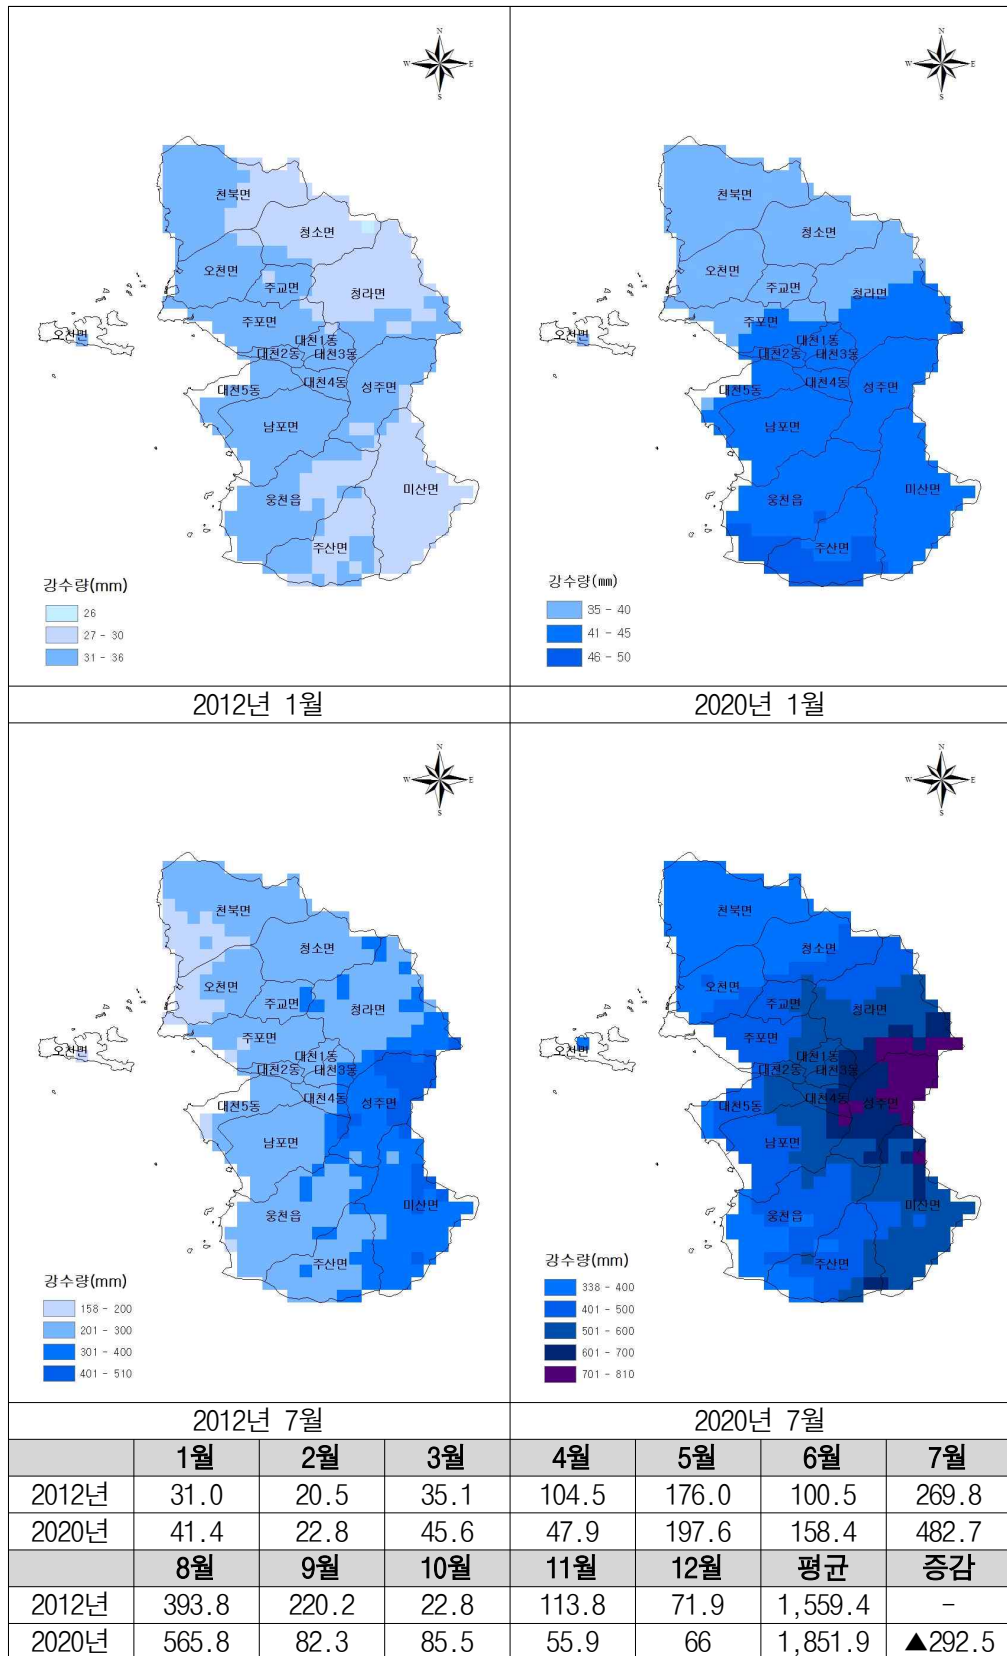 N
W E
S
천북면
청소면
오천면
주교면
청라면
주포면
오천면
대천1동
대천2동 대천3동
대천5동 대천4동 성주면
남포면
웅천읍 미산면
주산면
강수량(mm)
26
27 - 30
31 - 36
2012년 1월
N
W E
S
천북면
청소면
오천면
주교면
청라면
주포면
오천면
대천1동
대천2동 대천3동
대천5동 대천4동 성주면
남포면
웅천읍 미산면
주산면
강수량(㎜)
35 - 40
41 - 45
46 - 50
2020년 1월
N
W E
S
천북면
청소면
오천면
주교면
청라면
주포면
오천면
대천1동
대천2동 대천3동
대천5동 대천4동 성주면
남포면
웅천읍 미산면
주산면
강수량(mm)
158 - 200
201 - 300
301 - 400
401 - 510
2012년 7월
N
W E
S
천북면
청소면
오천면
주교면
청라면
주포면
오천면
대천1동
대천2동 대천3동
대천5동 대천4동 성주면
남포면
웅천읍 미산면
주산면
강수량(mm)
338 - 400
401 - 500
501 - 600
601 - 700
701 - 810
2020년 7월
1월 2월 3월 4월 5월 6월 7월
2012년 31.0 20.5 35.1 104.5 176.0 100.5 269.8
2020년 41.4 22.8 45.6 47.9 197.6 158.4 482.7
8월 9월 10월 11월 12월 평균 증감
2012년 393.8 220.2 22.8 113.8 71.9 1,559.4 -
2020년 565.8 82.3 85.5 55.9 66 1,851.9 ▲292.5